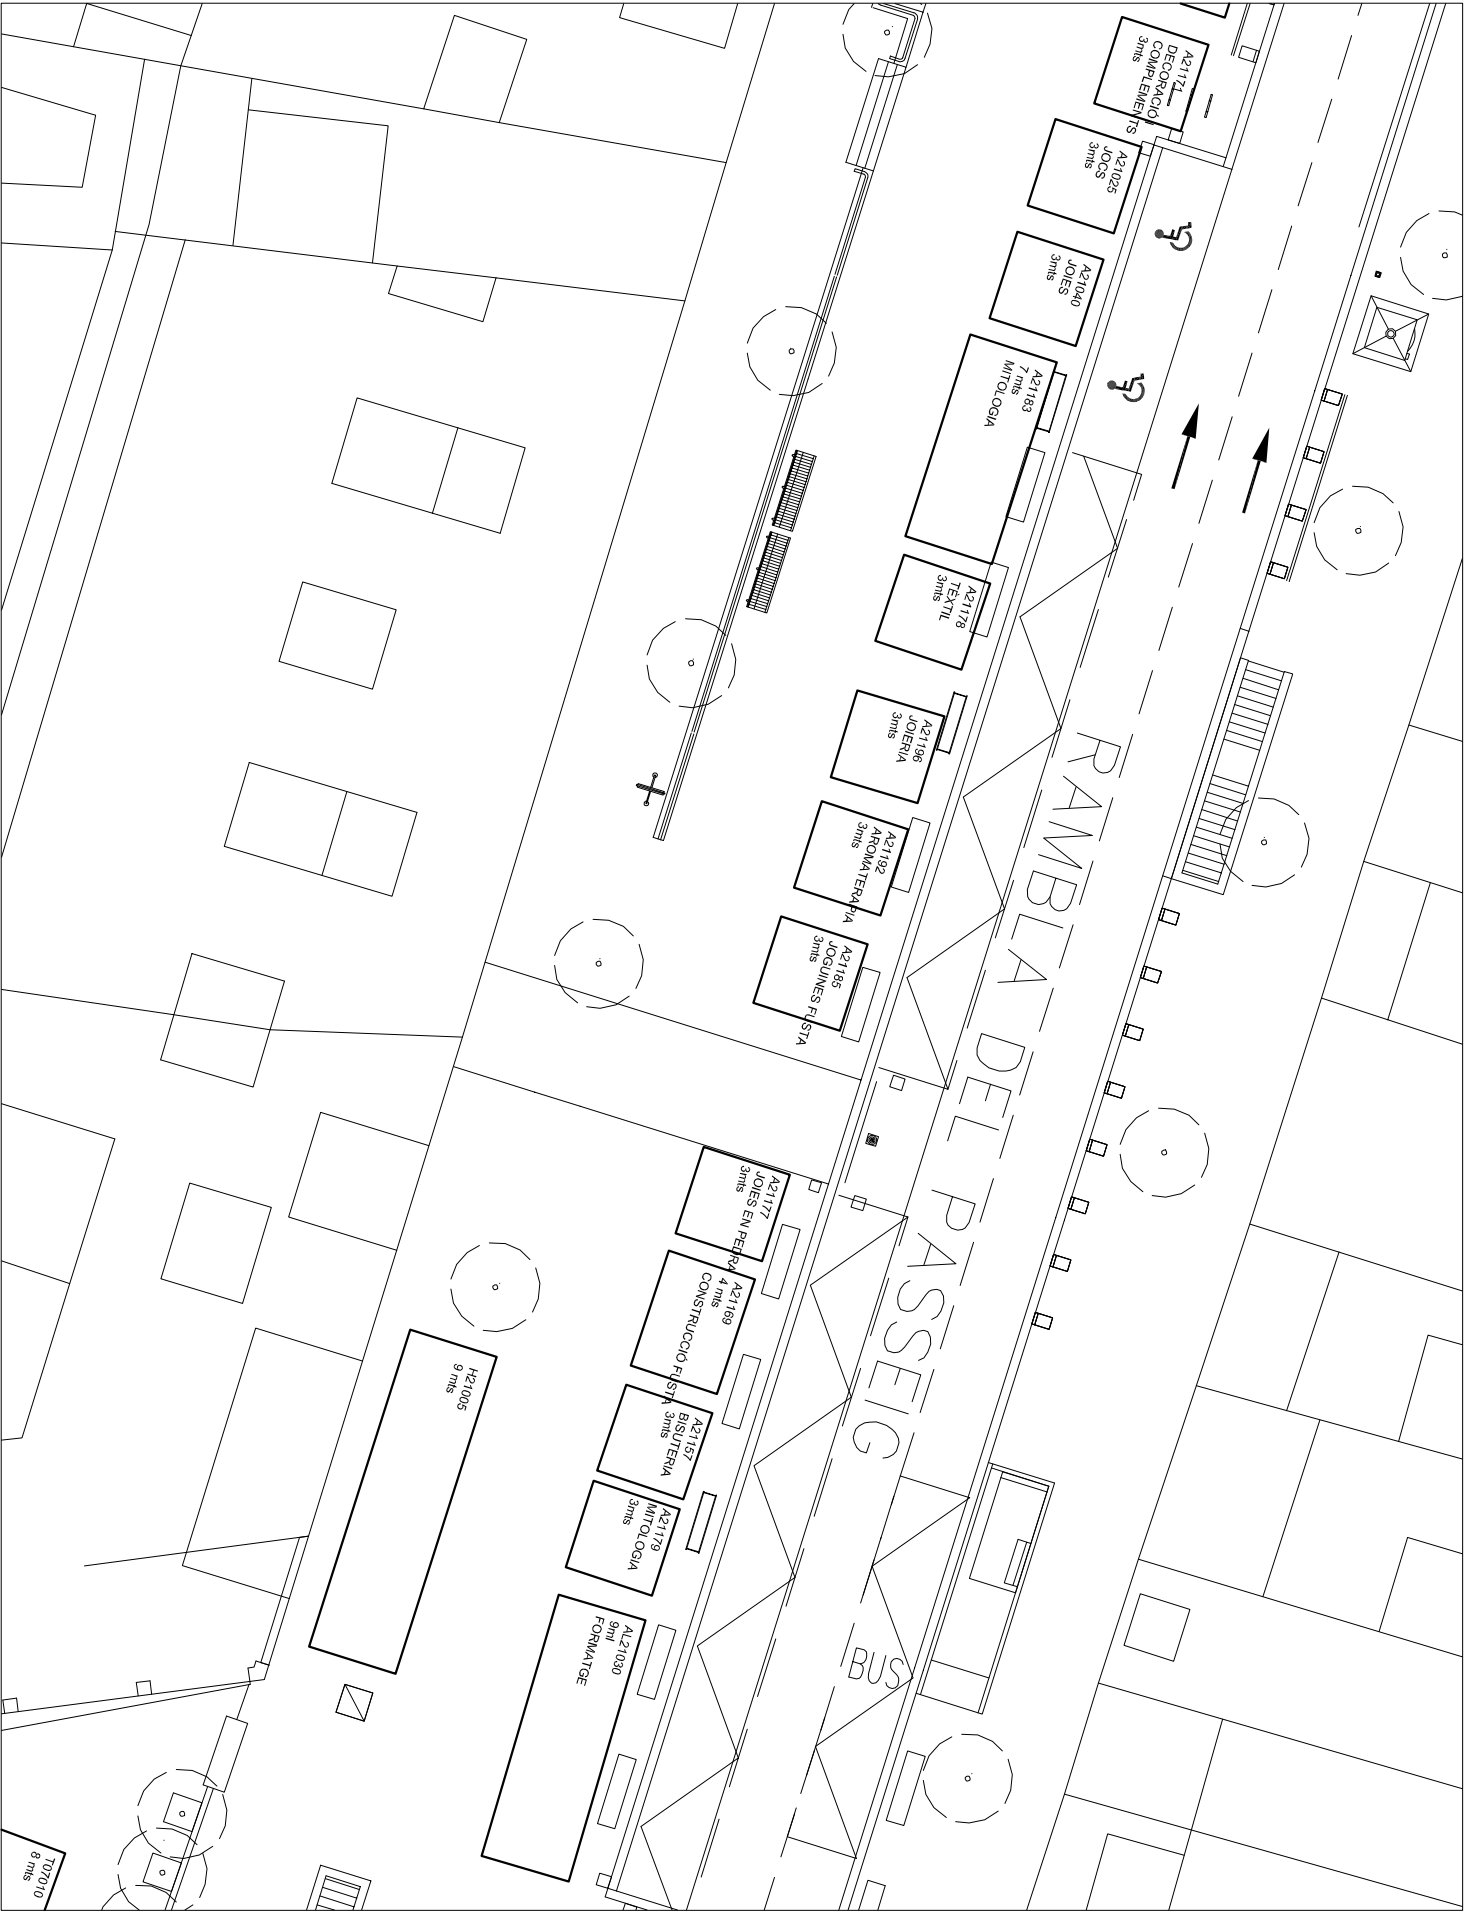 A21171
DECORACIÓ I
COMPLEMENTS
3mts
A21025
JOCS
3mts
A21040
JOIES
3mts
A21183
7 mts
MITOLOGIA
A21178
TÈXTIL
3mts
A21196
JOIERIA
3mts
A21192
AROMATERAPIA
3mts
A21185
JOGUINES FUSTA
3mts
RAMBLA DEL PASSEIG
A21177
JOIES EN PEDRA
3mts
A21169
4 mts
CONSTRUCCIÓ FUSTA
A21157
BISUTERIA
3mts
A21179
MITOLOGIA
3mts
H21005
9 mts
AL21030
9ml
FORMATGE
BUS
T07010
8 mts